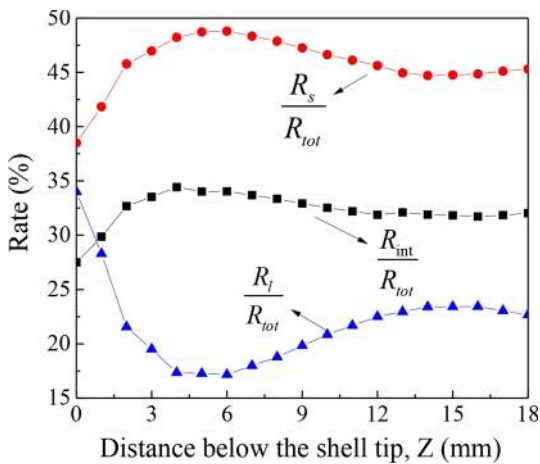 50
45
40
35
30
25
20
15
Rate (%)
R_s
R_tot
R_int
R_tot
R_l
R_tot
0 3 6 9 12 15 18
Distance below the shell tip, Z (mm)